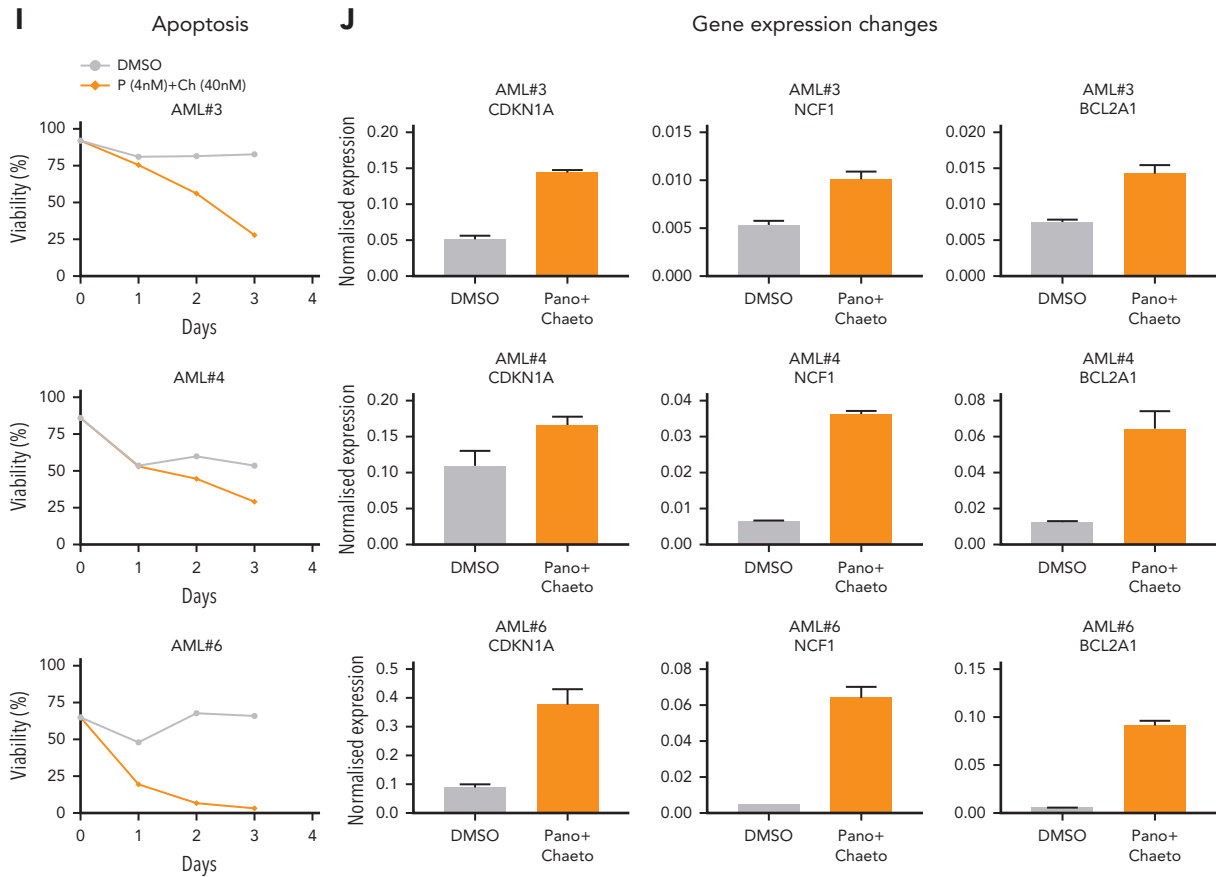 I
Apoptosis
DMSO
P (4nM)+Ch (40nM)
AML#3
Viability (%)
100
75
50
25
0
0 1 2 3 4
Days
AML#4
Viability (%)
100
75
50
25
0
0 1 2 3 4
Days
AML#6
Viability (%)
100
75
50
25
0
0 1 2 3 4
Days
J
Gene expression changes
AML#3
CDKN1A
Normalised expression
0.20
0.15
0.10
0.05
0.00
DMSO Pano+
Chaeto
AML#3
NCF1
0.015
0.010
0.005
0.000
DMSO Pano+
Chaeto
AML#3
BCL2A1
0.020
0.015
0.010
0.005
0.000
DMSO Pano+
Chaeto
AML#4
CDKN1A
Normalised expression
0.20
0.15
0.10
0.05
0.00
DMSO Pano+
Chaeto
AML#4
NCF1
0.04
0.03
0.02
0.01
0.00
DMSO Pano+
Chaeto
AML#4
BCL2A1
0.08
0.06
0.04
0.02
0.00
DMSO Pano+
Chaeto
AML#6
CDKN1A
Normalised expression
0.5
0.4
0.3
0.2
0.1
0.0
DMSO Pano+
Chaeto
AML#6
NCF1
0.08
0.06
0.04
0.02
0.00
DMSO Pano+
Chaeto
AML#6
BCL2A1
0.15
0.10
0.05
0.00
DMSO Pano+
Chaeto